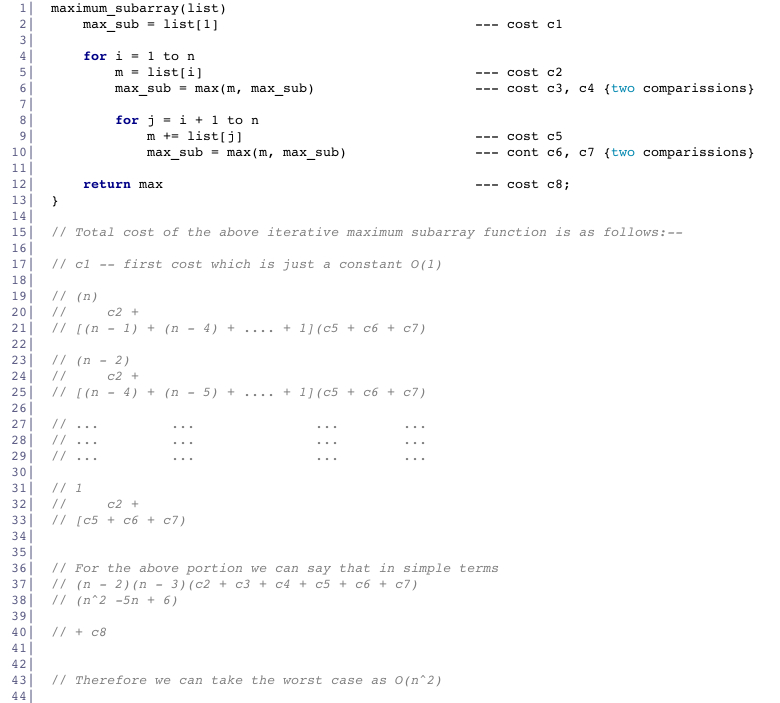 1| maximum_subarray(list)
2|     max_sub = list[1]                                --- cost c1
3|
4|     for i = 1 to n
5|         m = list[i]                                  --- cost c2
6|         max_sub = max(m, max_sub)                    --- cost c3, c4 {two comparissions}
7|
8|         for j = i + 1 to n
9|             m += list[j]                             --- cost c5
10|             max_sub = max(m, max_sub)                --- cont c6, c7 {two comparissions}
11|
12|     return max                                       --- cost c8;
13| }
14|
15| // Total cost of the above iterative maximum subarray function is as follows:--
16|
17| // c1 -- first cost which is just a constant O(1)
18|
19| // (n)
20| //     c2 +
21| // [(n - 1) + (n - 4) + .... + 1](c5 + c6 + c7)
22|
23| // (n - 2)
24| //     c2 +
25| // [(n - 4) + (n - 5) + .... + 1](c5 + c6 + c7)
26|
27| // ...         ...               ...        ...
28| // ...         ...               ...        ...
29| // ...         ...               ...        ...
30|
31| // 1
32| //     c2 +
33| // [c5 + c6 + c7)
34|
35|
36| // For the above portion we can say that in simple terms
37| // (n - 2)(n - 3)(c2 + c3 + c4 + c5 + c6 + c7)
38| // (n^2 -5n + 6)
39|
40| // + c8
41|
42|
43| // Therefore we can take the worst case as O(n^2)
44|